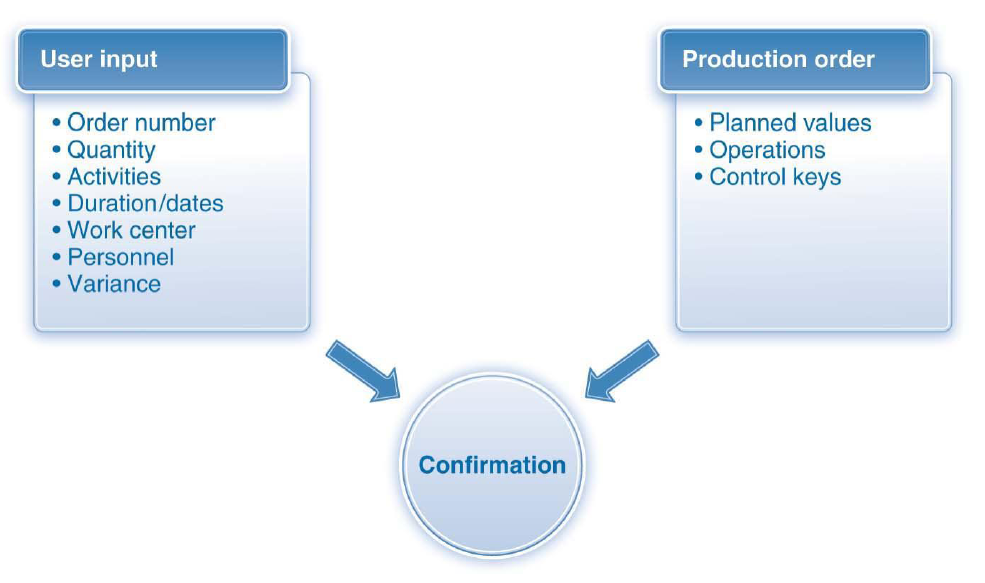 User input
• Order number
• Quantity
• Activities
• Duration/dates
• Work center
• Personnel
• Variance
Production order
• Planned values
• Operations
• Control keys
Confirmation